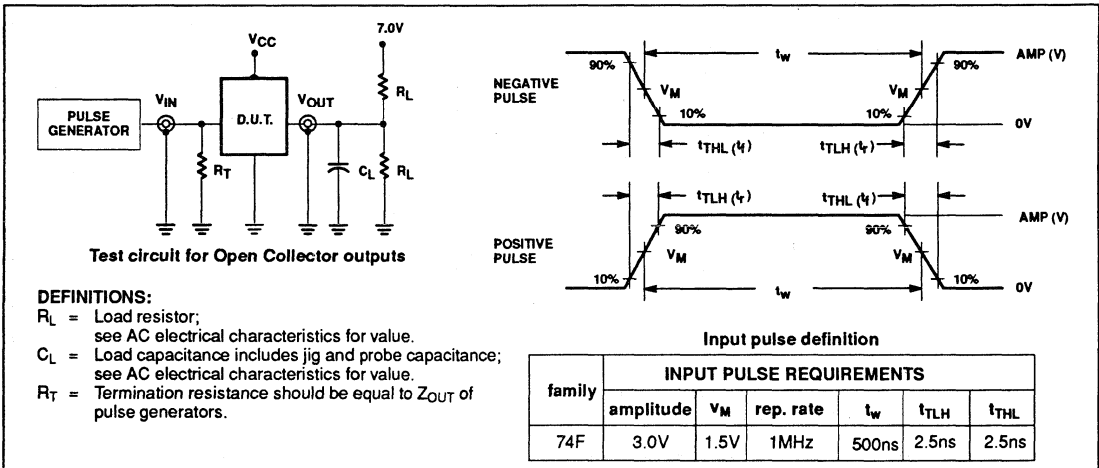 7.0V
VCC
RL
VIN
VOUT
PULSE
GENERATOR
D.U.T.
RT
CL
RL
Test circuit for Open Collector outputs
DEFINITIONS:
RL = Load resistor;
see AC electrical characteristics for value.
CL = Load capacitance includes jig and probe capacitance;
see AC electrical characteristics for value.
RT = Termination resistance should be equal to ZOUT of
pulse generators.
NEGATIVE
PULSE
90%
tw
90%
AMP (V)
VM
VM
10%
10%
0V
tTHL (tf)
tTLH (tr)
POSITIVE
PULSE
tTLH (tr)
tTHL (tf)
AMP (V)
90%
90%
VM
VM
10%
10%
0V
tw
Input pulse definition
family
INPUT PULSE REQUIREMENTS
amplitude VM rep. rate tw tTLH tTHL
74F 3.0V 1.5V 1MHz 500ns 2.5ns 2.5ns